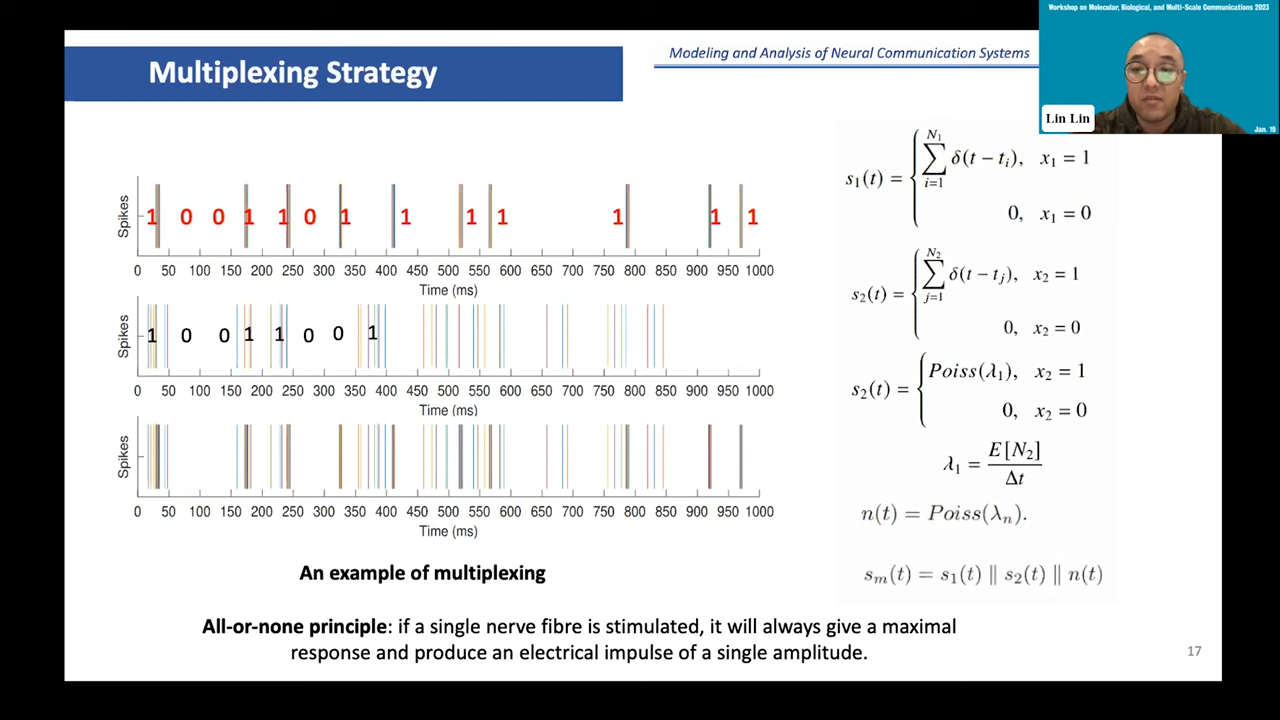 Workshop on Molecular, Biological, and Multi-Scale Communications 2023
Modeling and Analysis of Neural Communication Systems
Multiplexing Strategy
Lin Lin
Jan. 19
Spikes
1 0 0 1 1 0 1 1 1 1 1 1 1
0 50 100 150 200 250 300 350 400 450 500 550 600 650 700 750 800 850 900 950 1000
Time (ms)
Spikes
1 0 0 1 1 0 0 1
0 50 100 150 200 250 300 350 400 450 500 550 600 650 700 750 800 850 900 950 1000
Time (ms)
Spikes
0 50 100 150 200 250 300 350 400 450 500 550 600 650 700 750 800 850 900 950 1000
Time (ms)
An example of multiplexing
s₁(t) = { ∑_{i=1}^{N₁} δ(t − tᵢ), x₁ = 1
0, x₁ = 0
s₂(t) = { ∑_{j=1}^{N₂} δ(t − tⱼ), x₂ = 1
0, x₂ = 0
s₂(t) = { Poiss(λ₁), x₂ = 1
0, x₂ = 0
λ₁ = E[N₂] / Δt
n(t) = Poiss(λₙ).
sₘ(t) = s₁(t) ∥ s₂(t) ∥ n(t)
All-or-none principle: if a single nerve fibre is stimulated, it will always give a maximal
response and produce an electrical impulse of a single amplitude.
17